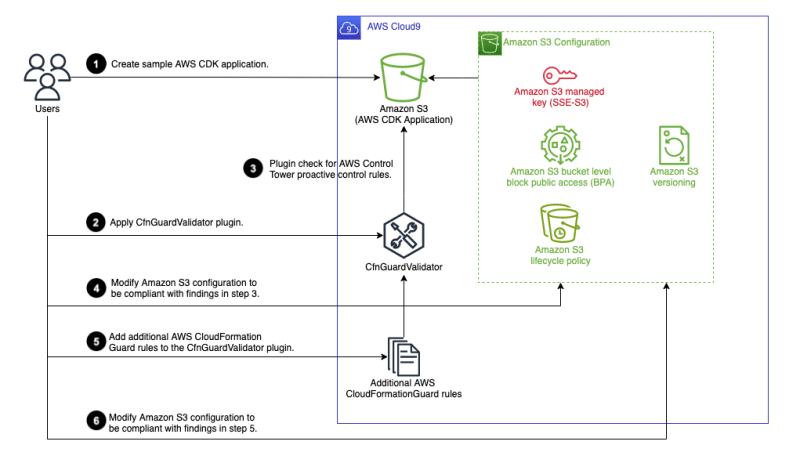 AWS Cloud9
9
Amazon S3 Configuration
1
Create sample AWS CDK application.
Users
Amazon S3
(AWS CDK Application)
Amazon S3 managed
key (SSE-S3)
3
Plugin check for AWS Control
Tower proactive control rules.
Amazon S3 bucket level
block public access (BPA)
Amazon S3
versioning
2
Apply CfnGuardValidator plugin.
CfnGuardValidator
Amazon S3
lifecycle policy
4
Modify Amazon S3 configuration to
be compliant with findings in step 3.
5
Add additional AWS CloudFormation
Guard rules to the CfnGuardValidator plugin.
Additional AWS
CloudFormationGuard rules
6
Modify Amazon S3 configuration to
be compliant with findings in step 5.